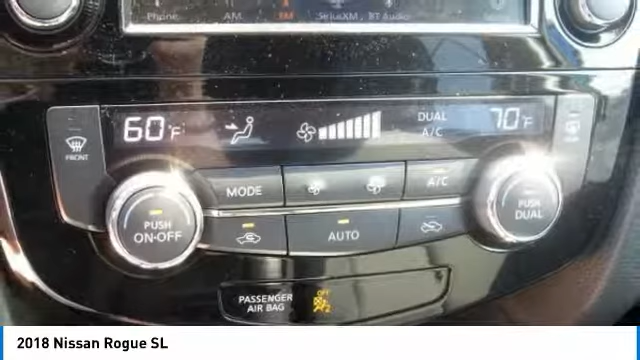 Phone AM FM SiriusXM BT Audio
60°F DUAL A/C 70°F
FRONT
MODE A/C
PUSH ON-OFF
PUSH DUAL
AUTO
PASSENGER AIR BAG OFF 2
2018 Nissan Rogue SL